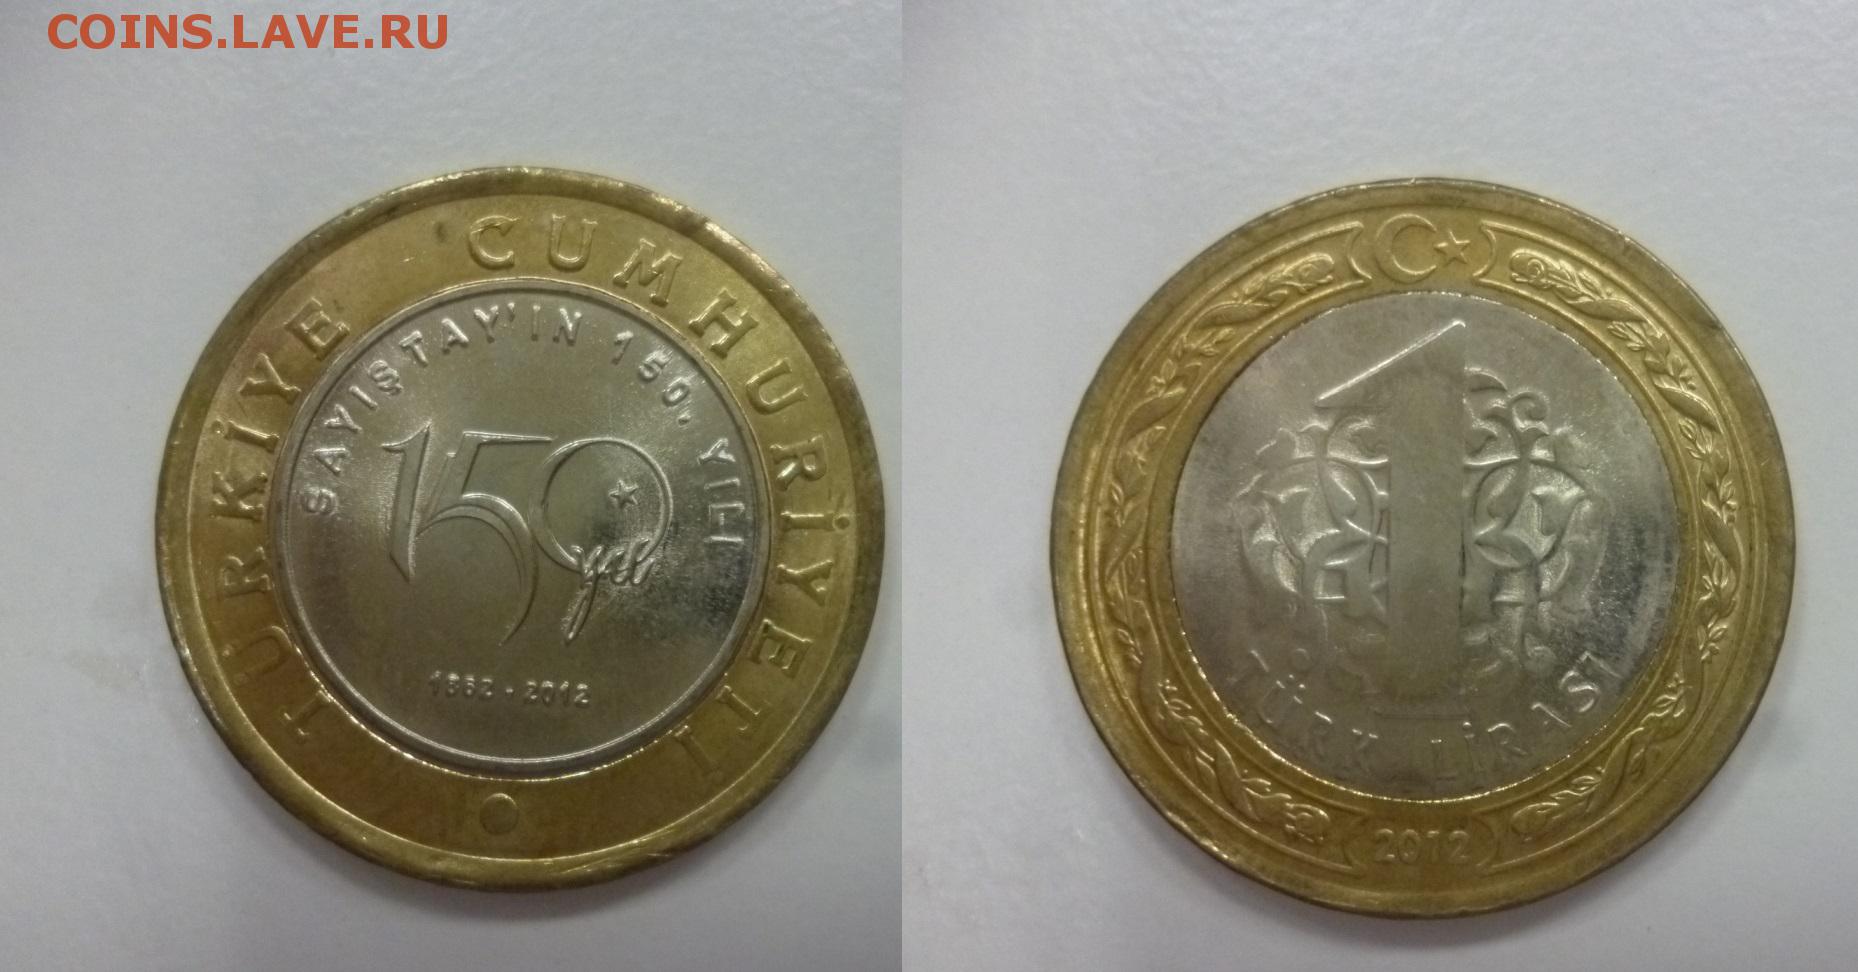 COINS.LAVE.RU
TÜRKİYE CUMHURİYETİ
SAYIŞTAY'IN 150. YILI
150
yıl
1862 - 2012
1
TÜRK LİRASI
2012